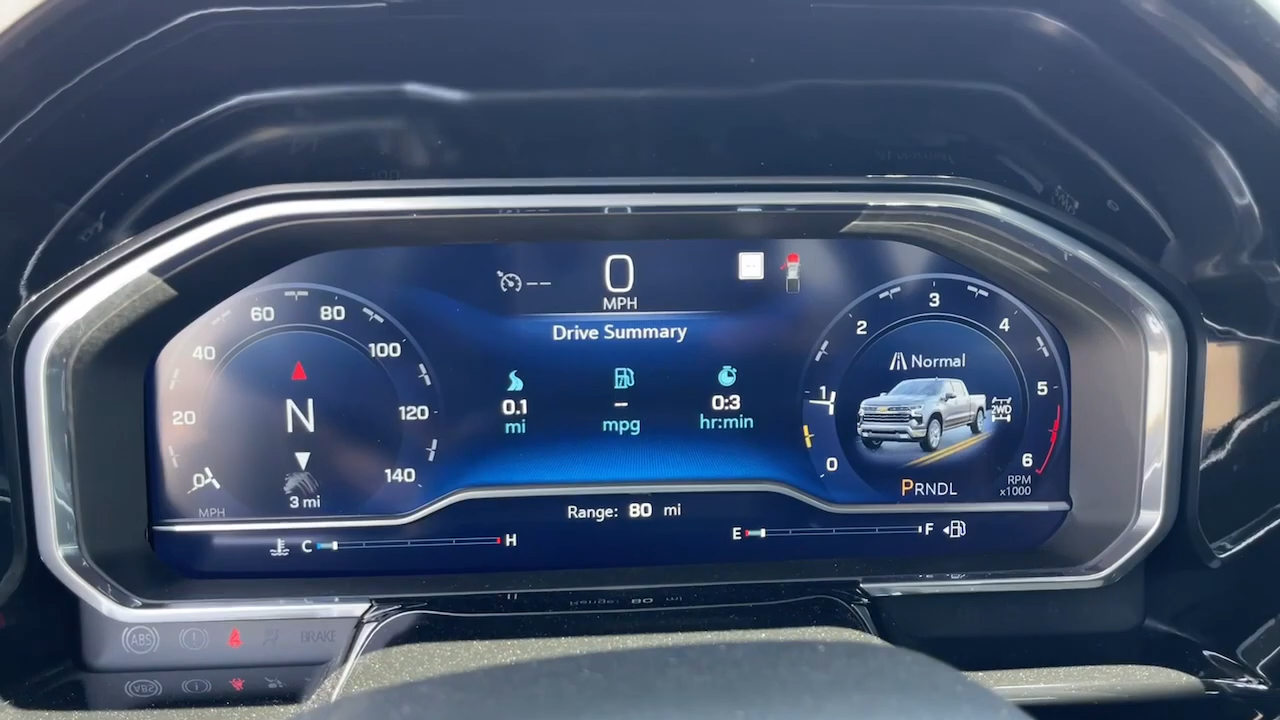 0
MPH
Drive Summary
0.1
mi
–
mpg
0:3
hr:min
0
20
40
60
80
100
120
140
MPH
N
3 mi
0
1
2
3
4
5
6
RPM
x1000
Normal
2WD
PRNDL
Range: 80 mi
C H
E F
ABS
BRAKE